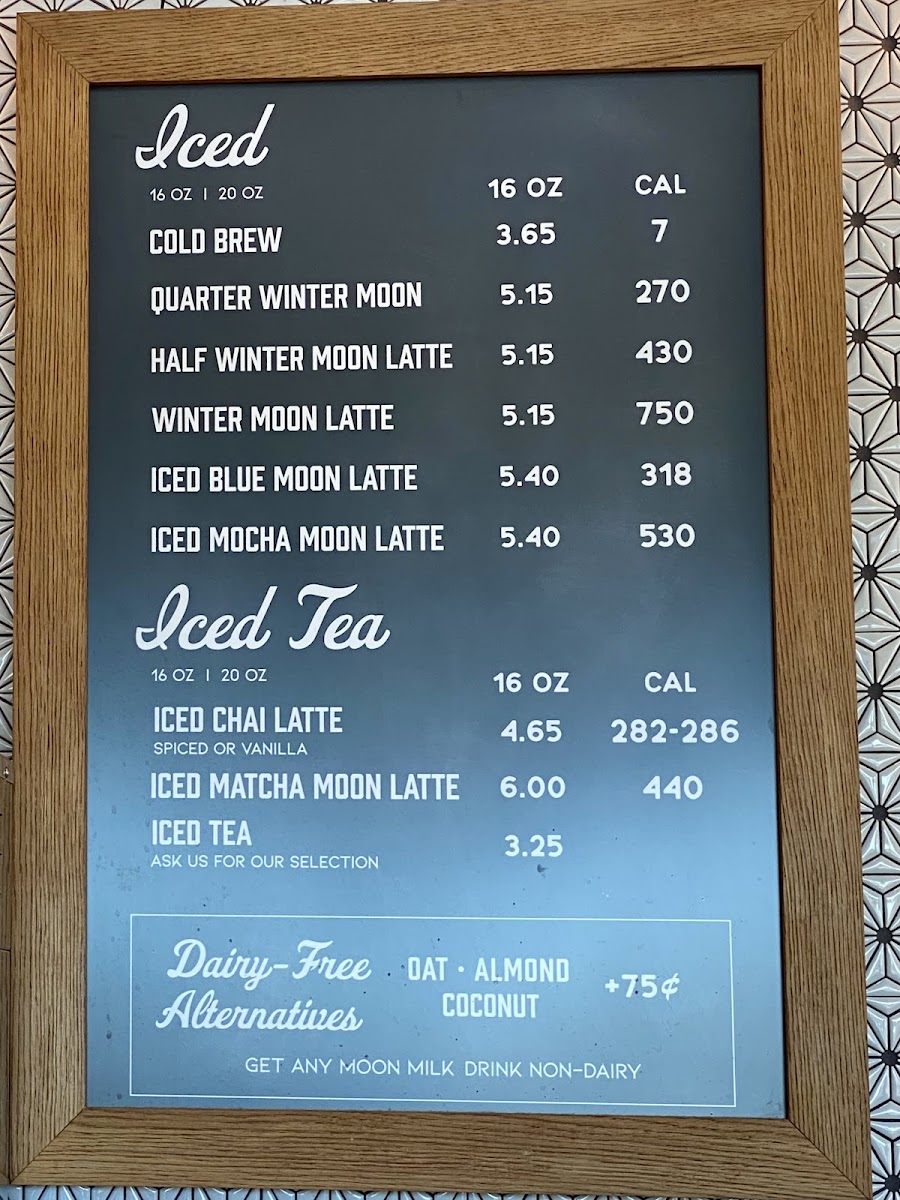 Iced
16 OZ | 20 OZ 16 OZ CAL
COLD BREW 3.65 7
QUARTER WINTER MOON 5.15 270
HALF WINTER MOON LATTE 5.15 430
WINTER MOON LATTE 5.15 750
ICED BLUE MOON LATTE 5.40 318
ICED MOCHA MOON LATTE 5.40 530
Iced Tea
16 OZ | 20 OZ 16 OZ CAL
ICED CHAI LATTE 4.65 282-286
SPICED OR VANILLA
ICED MATCHA MOON LATTE 6.00 440
ICED TEA 3.25
ASK US FOR OUR SELECTION
Dairy-Free OAT · ALMOND +75¢
Alternatives COCONUT
GET ANY MOON MILK DRINK NON-DAIRY